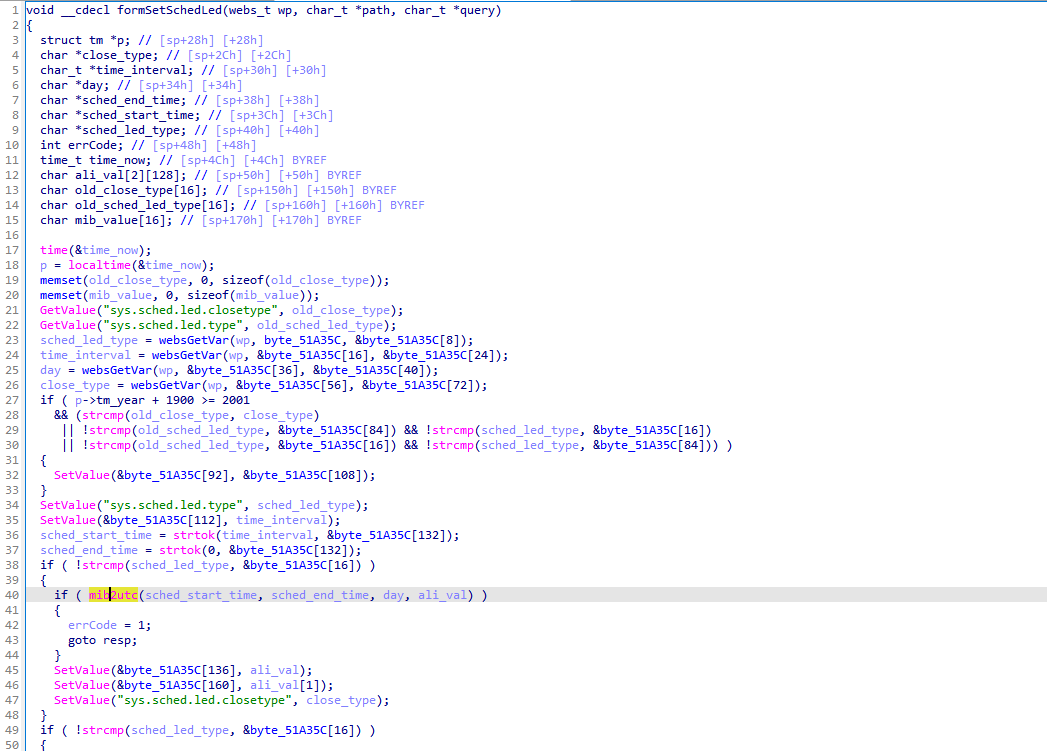 1 void __cdecl formSetSchedLed(webs_t wp, char_t *path, char_t *query)
2 {
3 struct tm *p; // [sp+28h] [+28h]
4 char *close_type; // [sp+2Ch] [+2Ch]
5 char_t *time_interval; // [sp+30h] [+30h]
6 char *day; // [sp+34h] [+34h]
7 char *sched_end_time; // [sp+38h] [+38h]
8 char *sched_start_time; // [sp+3Ch] [+3Ch]
9 char *sched_led_type; // [sp+40h] [+40h]
10 int errCode; // [sp+48h] [+48h]
11 time_t time_now; // [sp+4Ch] [+4Ch] BYREF
12 char ali_val[2][128]; // [sp+50h] [+50h] BYREF
13 char old_close_type[16]; // [sp+150h] [+150h] BYREF
14 char old_sched_led_type[16]; // [sp+160h] [+160h] BYREF
15 char mib_value[16]; // [sp+170h] [+170h] BYREF
16
17 time(&time_now);
18 p = localtime(&time_now);
19 memset(old_close_type, 0, sizeof(old_close_type));
20 memset(mib_value, 0, sizeof(mib_value));
21 GetValue("sys.sched.led.closetype", old_close_type);
22 GetValue("sys.sched.led.type", old_sched_led_type);
23 sched_led_type = websGetVar(wp, byte_51A35C, &byte_51A35C[8]);
24 time_interval = websGetVar(wp, &byte_51A35C[16], &byte_51A35C[24]);
25 day = websGetVar(wp, &byte_51A35C[36], &byte_51A35C[40]);
26 close_type = websGetVar(wp, &byte_51A35C[56], &byte_51A35C[72]);
27 if ( p->tm_year + 1900 >= 2001
28 && (strcmp(old_close_type, close_type)
29 || !strcmp(old_sched_led_type, &byte_51A35C[84]) && !strcmp(sched_led_type, &byte_51A35C[16])
30 || !strcmp(old_sched_led_type, &byte_51A35C[16]) && !strcmp(sched_led_type, &byte_51A35C[84])) )
31 {
32 SetValue(&byte_51A35C[92], &byte_51A35C[108]);
33 }
34 SetValue("sys.sched.led.type", sched_led_type);
35 SetValue(&byte_51A35C[112], time_interval);
36 sched_start_time = strtok(time_interval, &byte_51A35C[132]);
37 sched_end_time = strtok(0, &byte_51A35C[132]);
38 if ( !strcmp(sched_led_type, &byte_51A35C[16]) )
39 {
40 if ( mib2utc(sched_start_time, sched_end_time, day, ali_val) )
41 {
42 errCode = 1;
43 goto resp;
44 }
45 SetValue(&byte_51A35C[136], ali_val);
46 SetValue(&byte_51A35C[160], ali_val[1]);
47 SetValue("sys.sched.led.closetype", close_type);
48 }
49 if ( !strcmp(sched_led_type, &byte_51A35C[16]) )
50 {